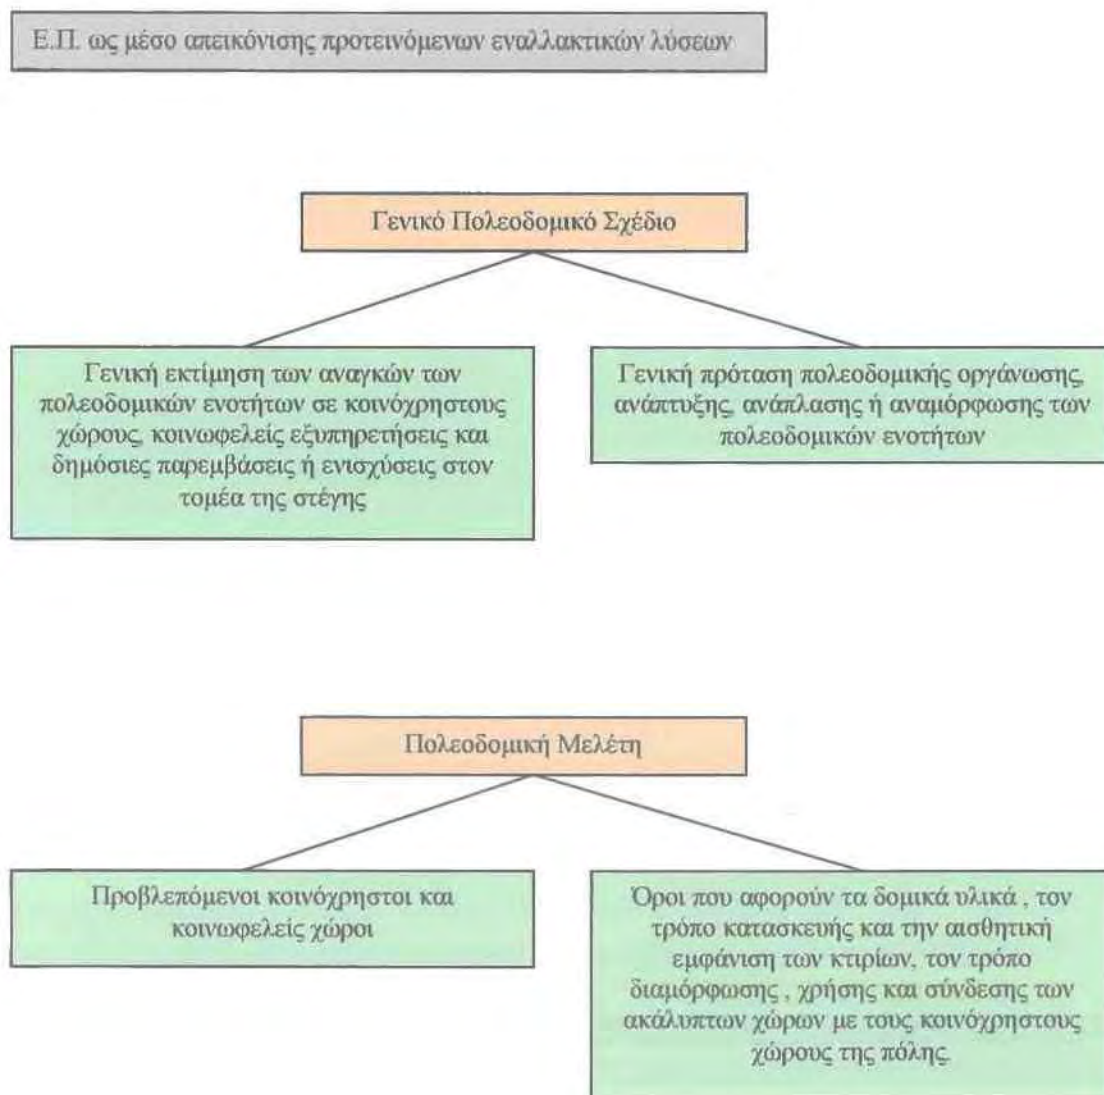 Ε.Π. ως μέσο απεικόνισης προτεινόμενων εναλλακτικών λύσεων
Γενικό Πολεοδομικό Σχέδιο
Γενική εκτίμηση των αναγκών των
πολεοδομικών ενοτήτων σε κοινόχρηστους
χώρους, κοινωφελείς εξυπηρετήσεις και
δημόσιες παρεμβάσεις ή ενισχύσεις στον
τομέα της στέγης
Γενική πρόταση πολεοδομικής οργάνωσης,
ανάπτυξης, ανάπλασης ή αναμόρφωσης των
πολεοδομικών ενοτήτων
Πολεοδομική Μελέτη
Προβλεπόμενοι κοινόχρηστοι και
κοινωφελείς χώροι
Όροι που αφορούν τα δομικά υλικά , τον
τρόπο κατασκευής και την αισθητική
εμφάνιση των κτιρίων, τον τρόπο
διαμόρφωσης , χρήσης και σύνδεσης των
ακάλυπτων χώρων με τους κοινόχρηστους
χώρους της πόλης.